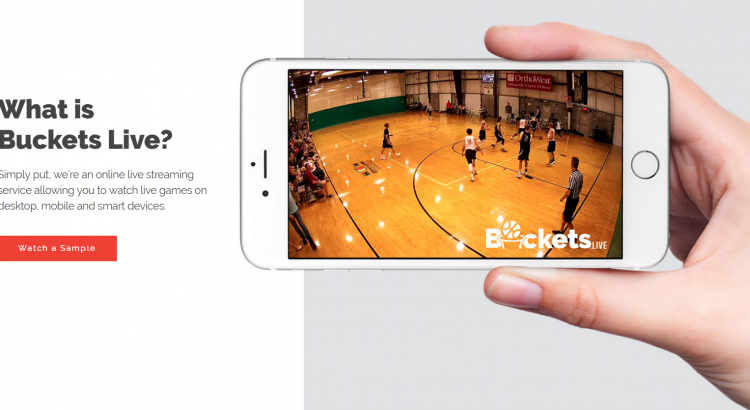 What is
Buckets Live?
Simply put, we're an online live streaming
service allowing you to watch live games on
desktop, mobile and smart devices.
Watch a Sample
OrthoWest
Buckets.LIVE